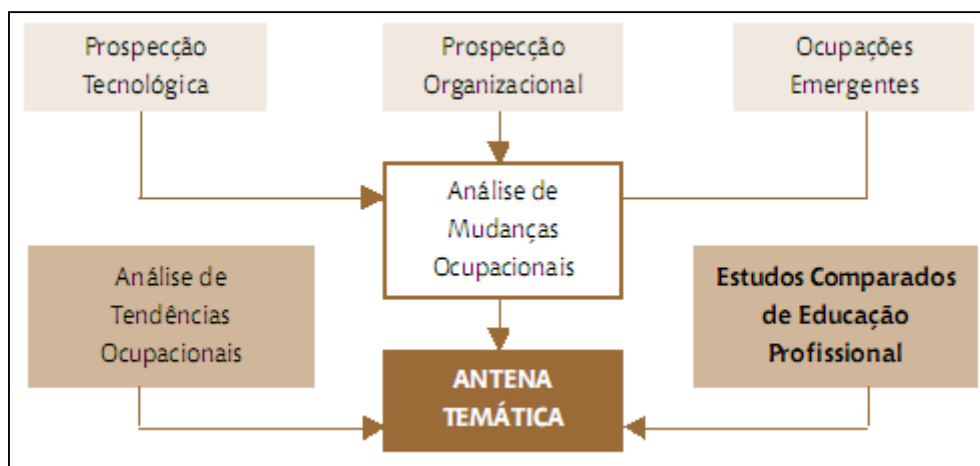 Prospecção
Tecnológica
Prospecção
Organizacional
Ocupações
Emergentes
Análise de
Mudanças
Ocupacionais
Análise de
Tendências
Ocupacionais
Estudos Comparados
de Educação
Profissional
ANTENA
TEMÁTICA